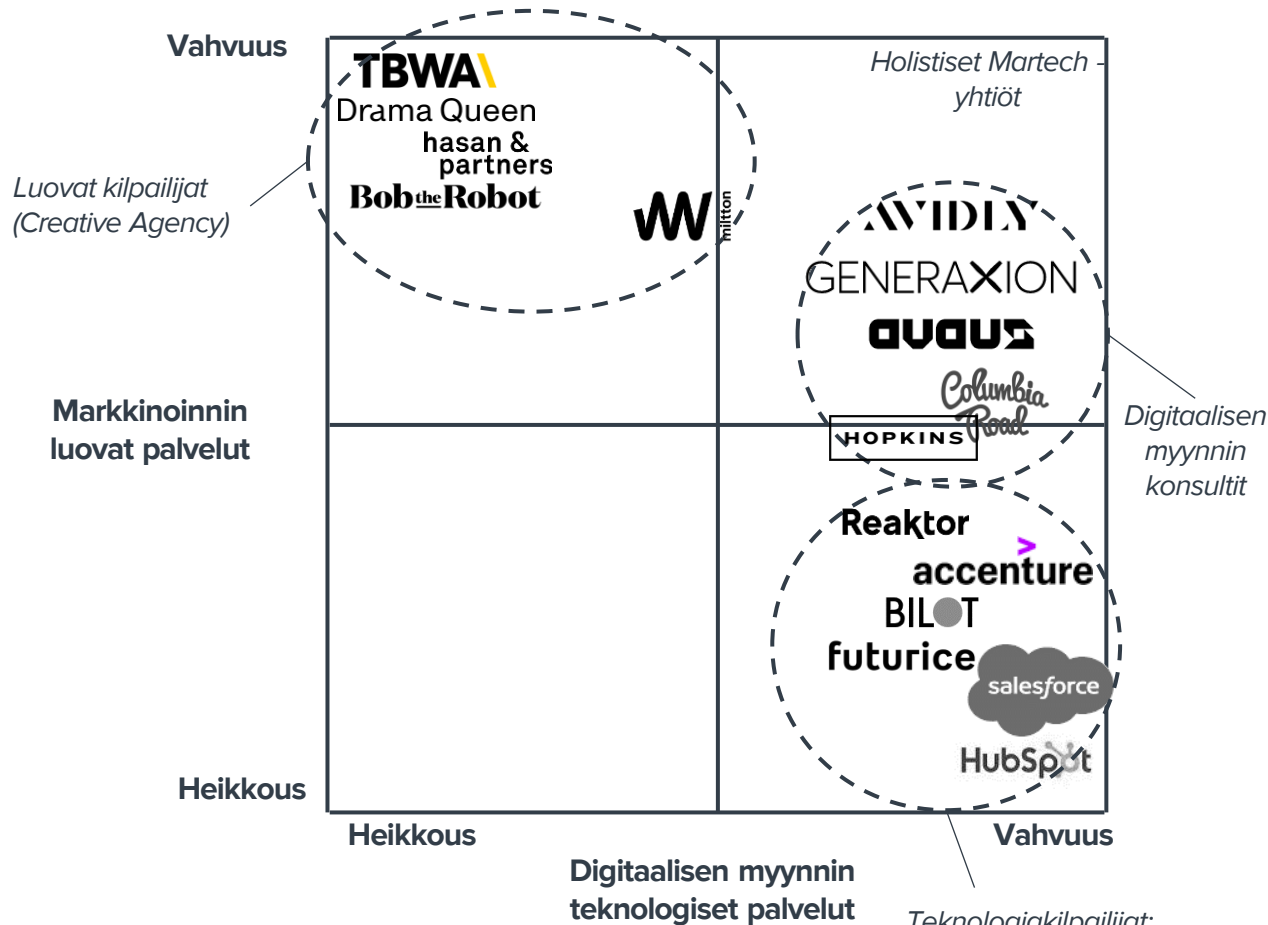 Vahvuus
TBWA\
Drama Queen
hasan &
partners
Bob the Robot
miltton
Holistiset Martech
yhtiöt
Luovat kilpailijat
(Creative Agency)
AVIDLY
GENERAXION
avaus
Columbia
Road
HOPKINS
Markkinoinnin
luovat palvelut
Digitaalisen
myynnin
konsultit
Reaktor
accenture
BILOT
futurice
salesforce
HubSpot
Heikkous
Heikkous
Vahvuus
Digitaalisen myynnin
teknologiset palvelut
Teknologiakilpailijat: